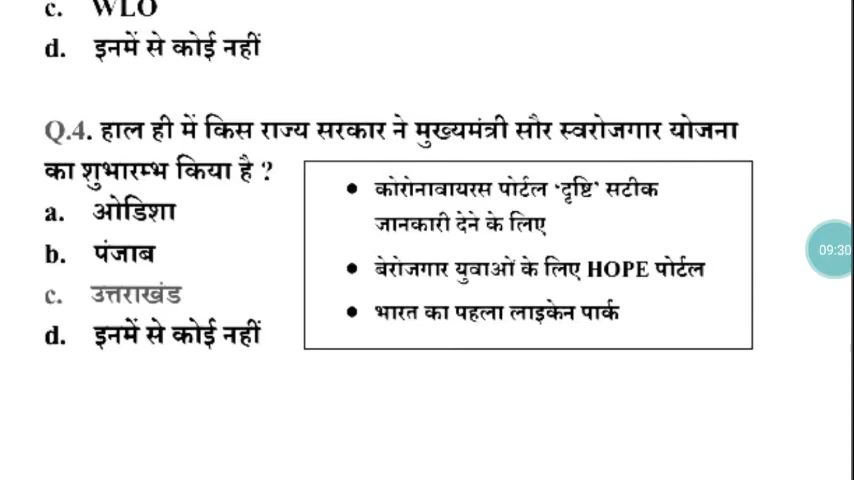 c. WLO
d. इनमें से कोई नहीं
Q.4. हाल ही में किस राज्य सरकार ने मुख्यमंत्री सौर स्वरोजगार योजना
का शुभारम्भ किया है ?
a. ओडिशा
b. पंजाब
c. उत्तराखंड
d. इनमें से कोई नहीं
• कोरोनावायरस पोर्टल ‘दृष्टि’ सटीक
जानकारी देने के लिए
• बेरोजगार युवाओं के लिए HOPE पोर्टल
• भारत का पहला लाइकेन पार्क
09:30